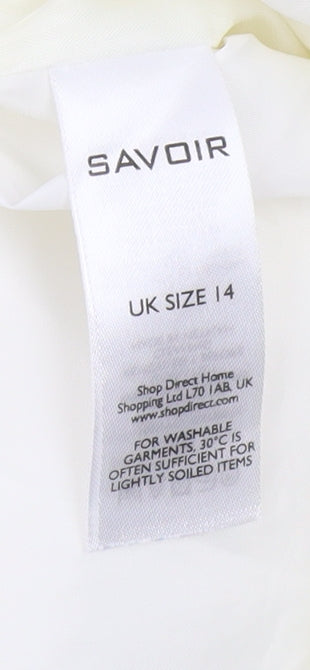 SAVOIR
UK SIZE 14
Shop Direct Home
Shopping Ltd L70 1AB, UK
www.shopdirect.com
FOR WASHABLE
GARMENTS, 30°C IS
OFTEN SUFFICIENT FOR
LIGHTLY SOILED ITEMS